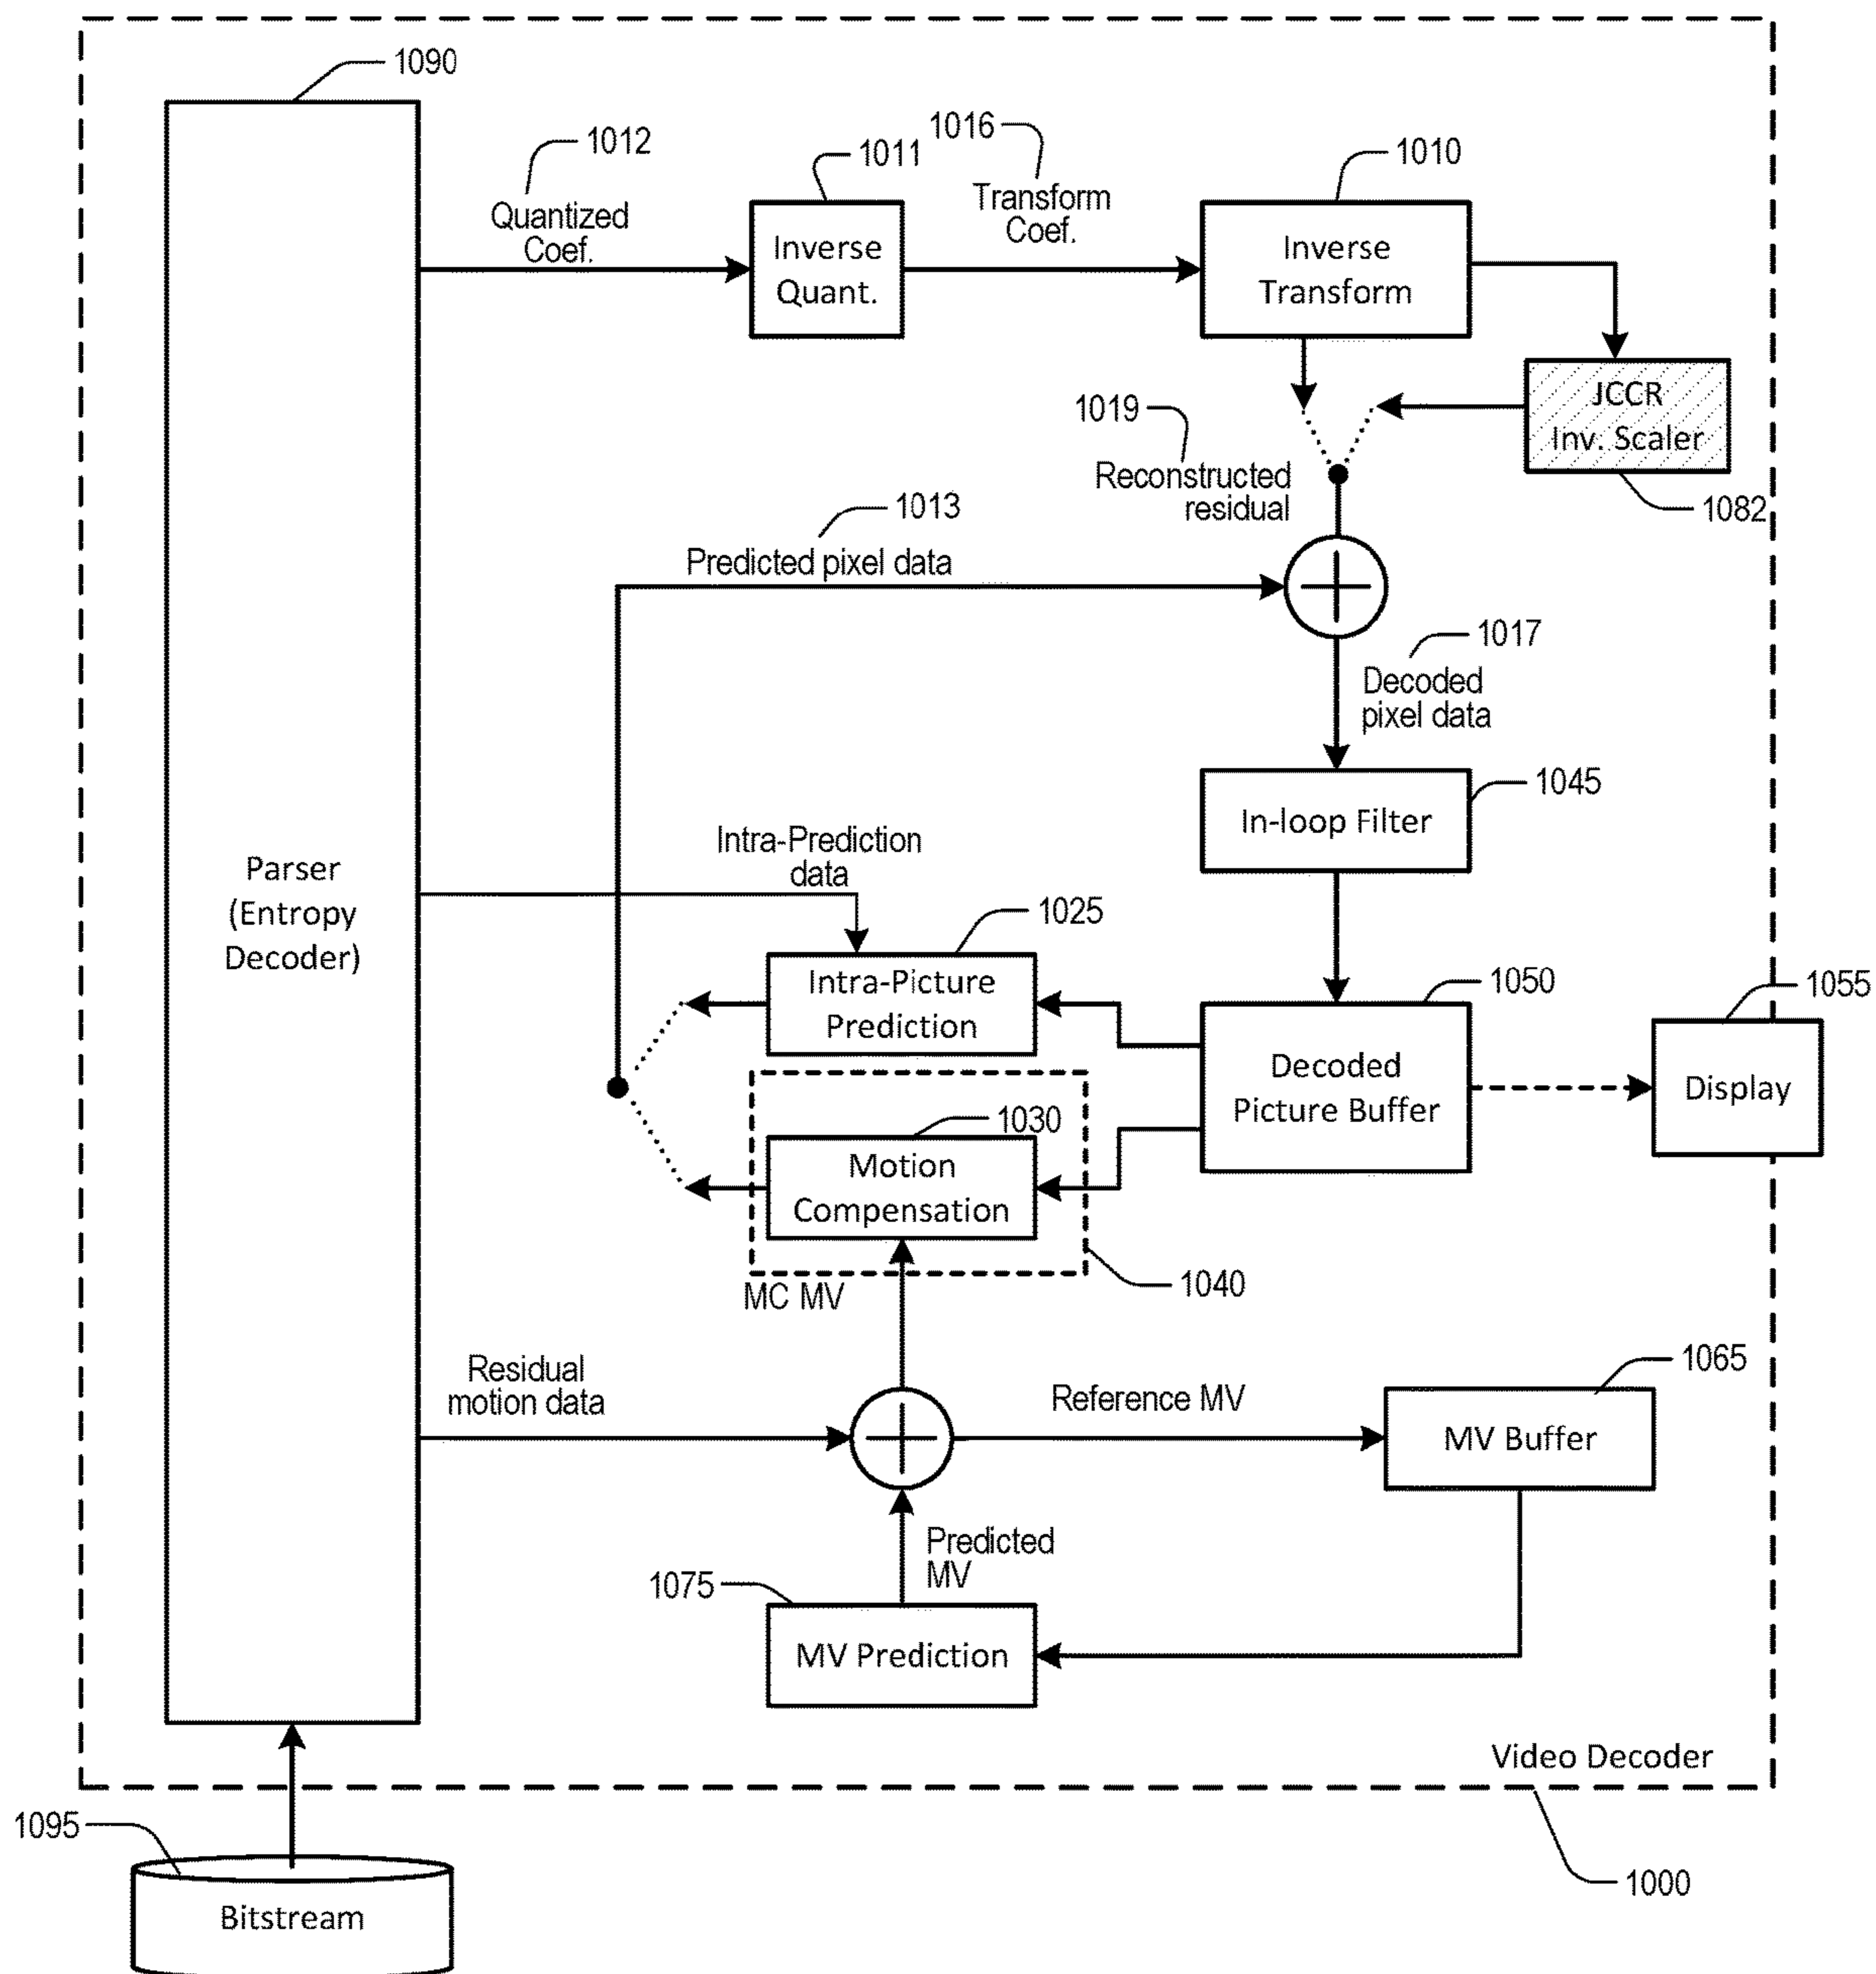 1090
1012
Quantized
Coef.
1011
Inverse
Quant.
1016
Transform
Coef.
1010
Inverse
Transform
JCCR
Inv. Scaler
1082
1019
Reconstructed
residual
1013
Predicted pixel data
1017
Decoded
pixel data
1045
In-loop Filter
Parser
(Entropy
Decoder)
Intra-Prediction
data
1025
Intra-Picture
Prediction
1050
Decoded
Picture Buffer
1055
Display
1030
Motion
Compensation
1040
MC MV
Residual
motion data
Reference MV
1065
MV Buffer
Predicted
MV
1075
MV Prediction
Video Decoder
1000
1095
Bitstream